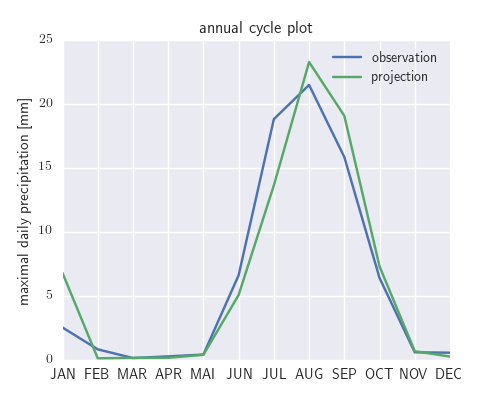 annual cycle plot
observation
projection
maximal daily precipitation [mm]
25
20
15
10
5
0
JAN FEB MAR APR MAI JUN JUL AUG SEP OCT NOV DEC